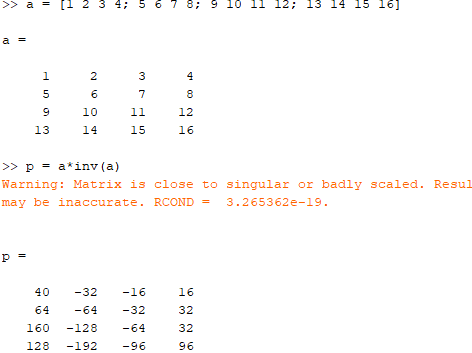 >> a = [1 2 3 4; 5 6 7 8; 9 10 11 12; 13 14 15 16]
a =
1 2 3 4
5 6 7 8
9 10 11 12
13 14 15 16
>> p = a*inv(a)
Warning: Matrix is close to singular or badly scaled. Resul
may be inaccurate. RCOND = 3.265362e-19.
p =
40 -32 -16 16
64 -64 -32 32
160 -128 -64 32
128 -192 -96 96